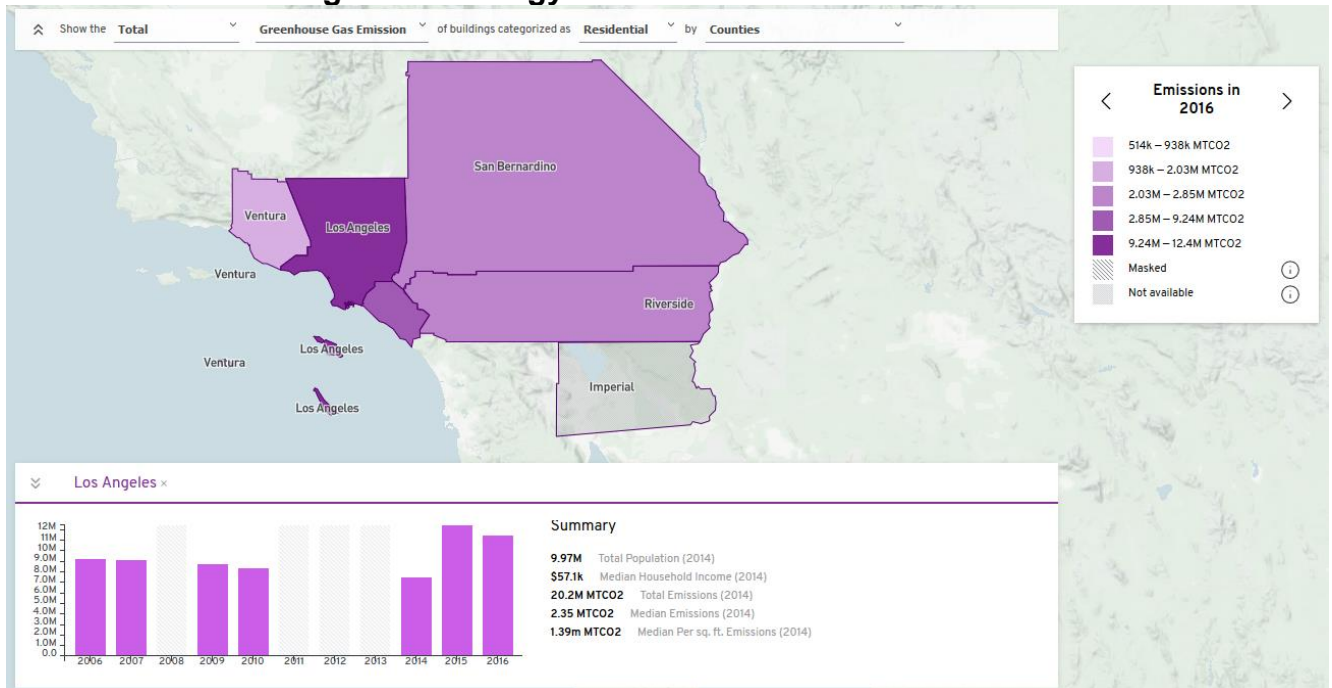 Show the Total Greenhouse Gas Emission of buildings categorized as Residential by Counties
Emissions in
2016
514k – 938k MTCO2
938k – 2.03M MTCO2
2.03M – 2.85M MTCO2
2.85M – 9.24M MTCO2
9.24M – 12.4M MTCO2
Masked
Not available
San Bernardino
Ventura
Los Angeles
Ventura
Riverside
Los Angeles
Ventura
Imperial
Los Angeles
Los Angeles ×
12M
11M
10M
9.0M
8.0M
7.0M
6.0M
5.0M
4.0M
3.0M
2.0M
1.0M
0.0
2006 2007 2008 2009 2010 2011 2012 2013 2014 2015 2016
Summary
9.97M Total Population (2014)
$57.1k Median Household Income (2014)
20.2M MTCO2 Total Emissions (2014)
2.35 MTCO2 Median Emissions (2014)
1.39m MTCO2 Median Per sq. ft. Emissions (2014)